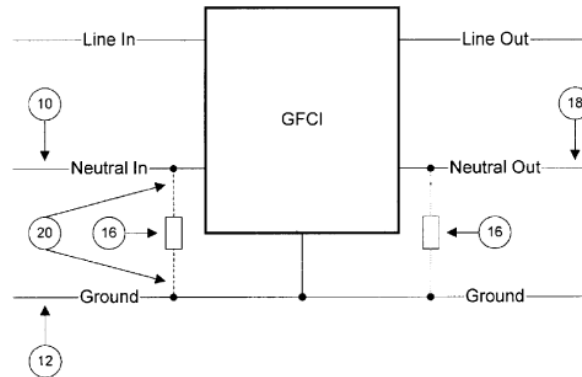 Line In
Line Out
10
GFCI
18
Neutral In
Neutral Out
20
16
16
Ground
Ground
12